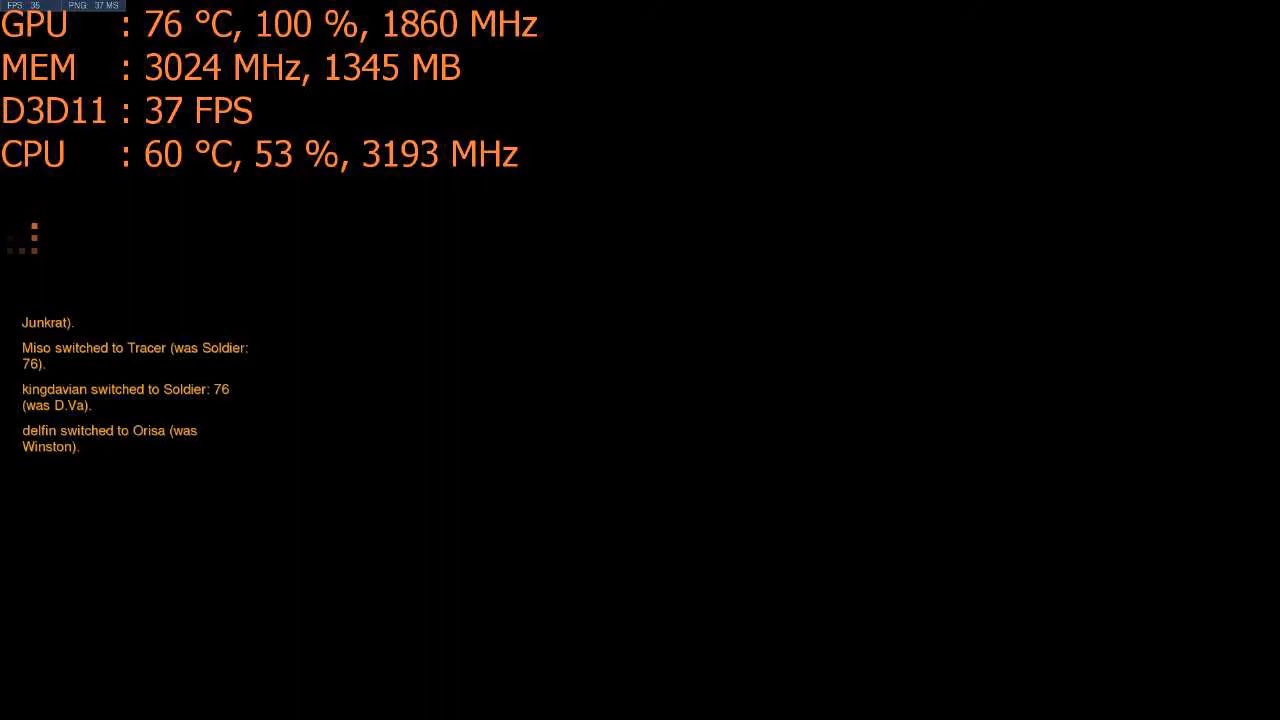 FPS: 35 PNG: 37 MS
GPU : 76 °C, 100 %, 1860 MHz
MEM : 3024 MHz, 1345 MB
D3D11 : 37 FPS
CPU : 60 °C, 53 %, 3193 MHz
Junkrat).
Miso switched to Tracer (was Soldier:
76).
kingdavian switched to Soldier: 76
(was D.Va).
delfin switched to Orisa (was
Winston).